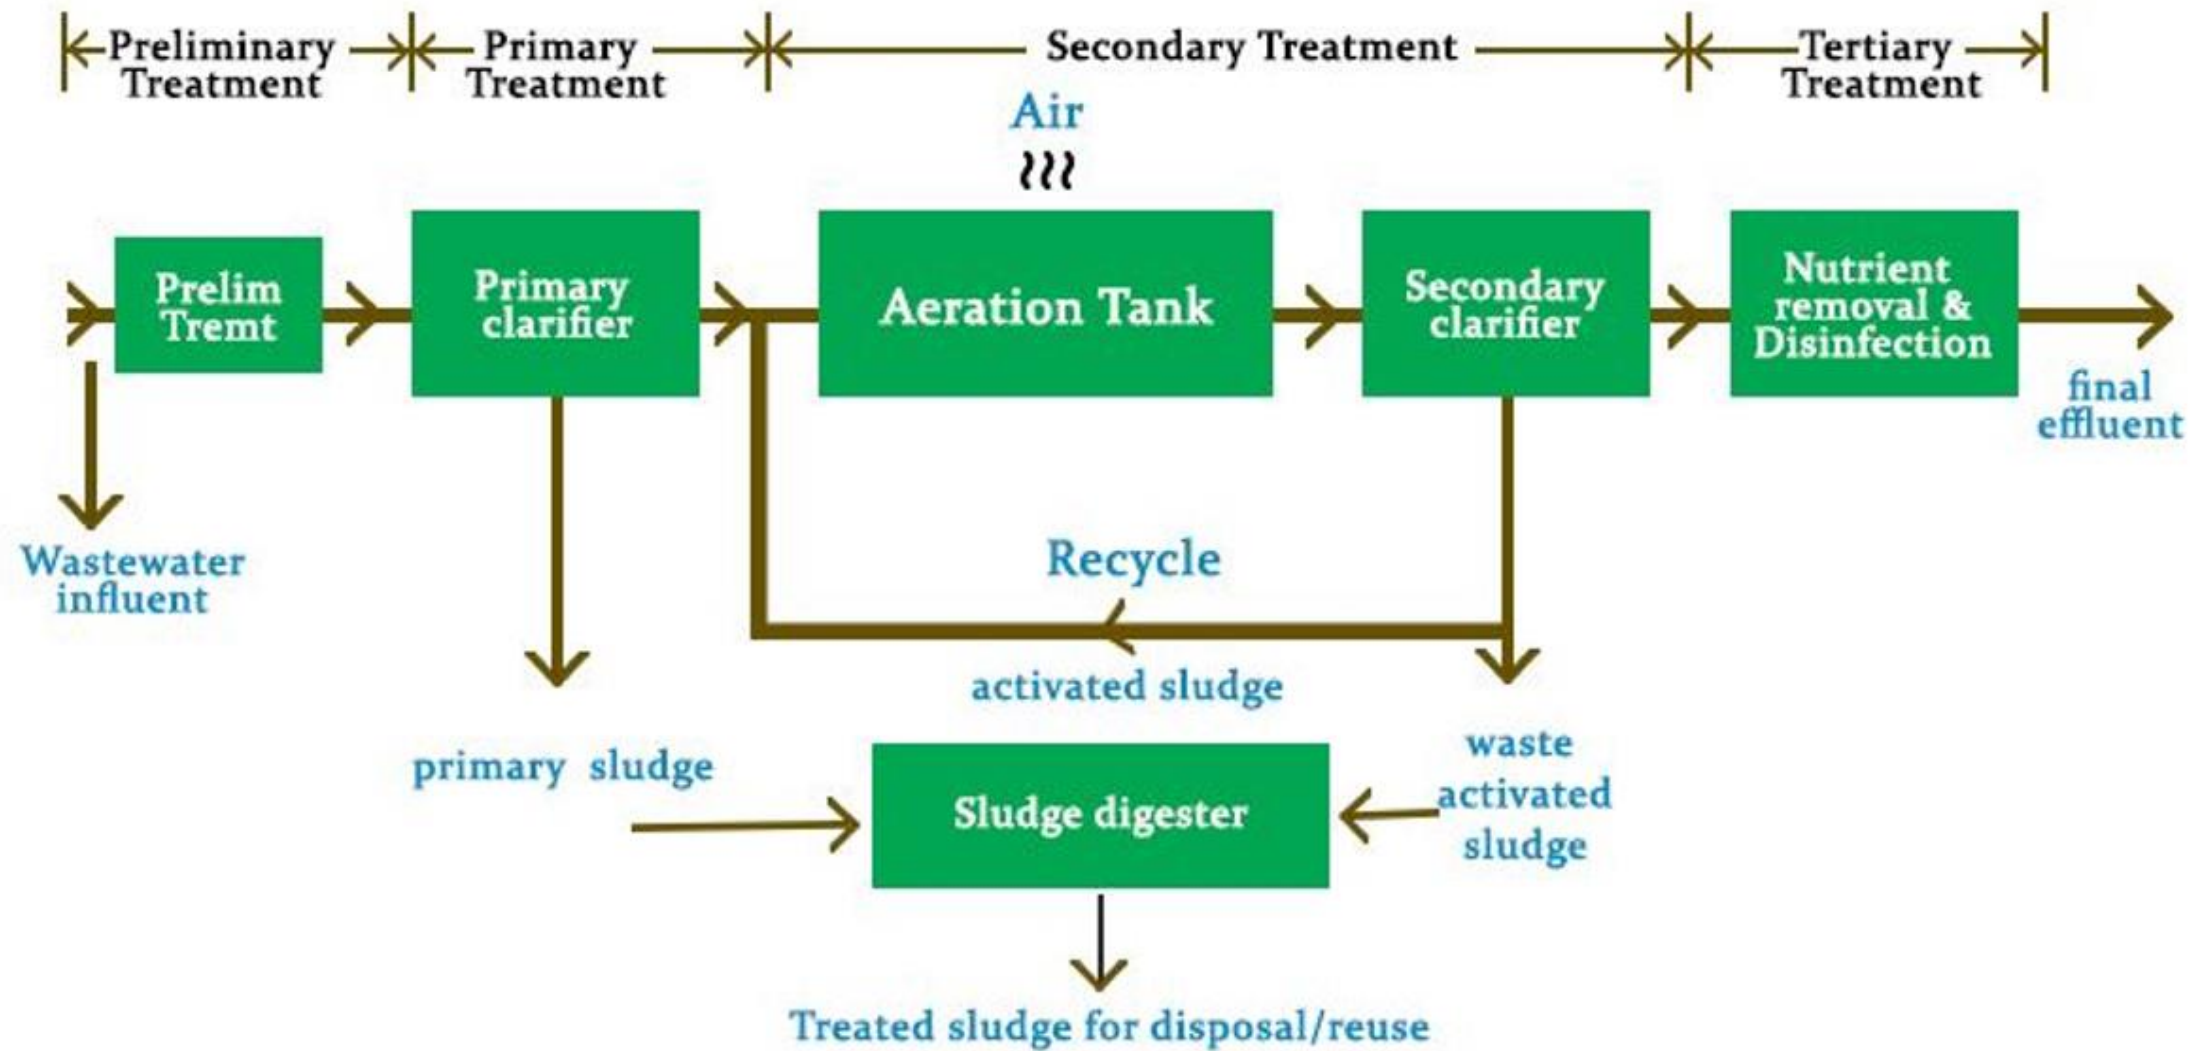 Preliminary
Treatment
Primary
Treatment
Secondary Treatment
Tertiary
Treatment
Air
Prelim
Tremt
Primary
clarifier
Aeration Tank
Secondary
clarifier
Nutrient
removal &
Disinfection
final
effluent
Wastewater
influent
Recycle
activated sludge
primary sludge
Sludge digester
waste
activated
sludge
Treated sludge for disposal/reuse